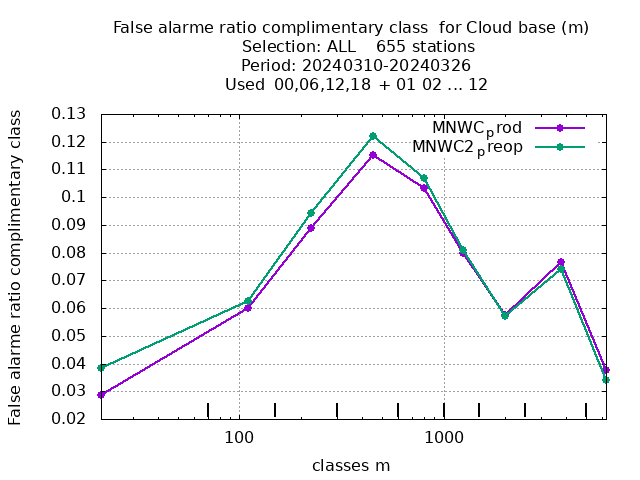 False alarme ratio complimentary class  for Cloud base (m)
Selection: ALL    655 stations
Period: 20240310-20240326
Used  00,06,12,18  + 01 02 ... 12
False alarme ratio complimentary class
0.13
0.12
0.11
0.1
0.09
0.08
0.07
0.06
0.05
0.04
0.03
0.02
MNWCprod
MNWC2preop
100
1000
classes m